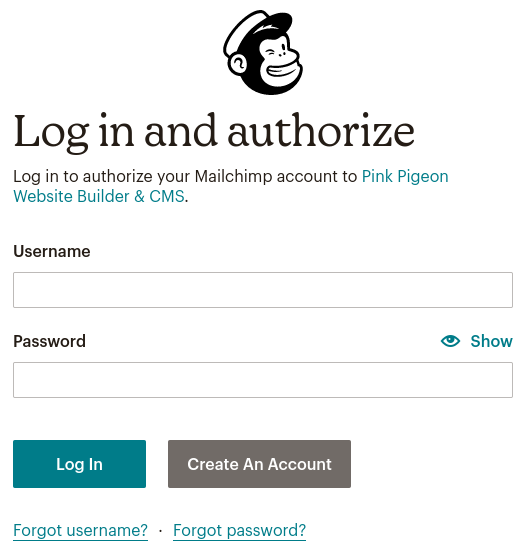 Log in and authorize
Log in to authorize your Mailchimp account to Pink Pigeon
Website Builder & CMS.
Username
Password
Show
Log In
Create An Account
Forgot username? · Forgot password?